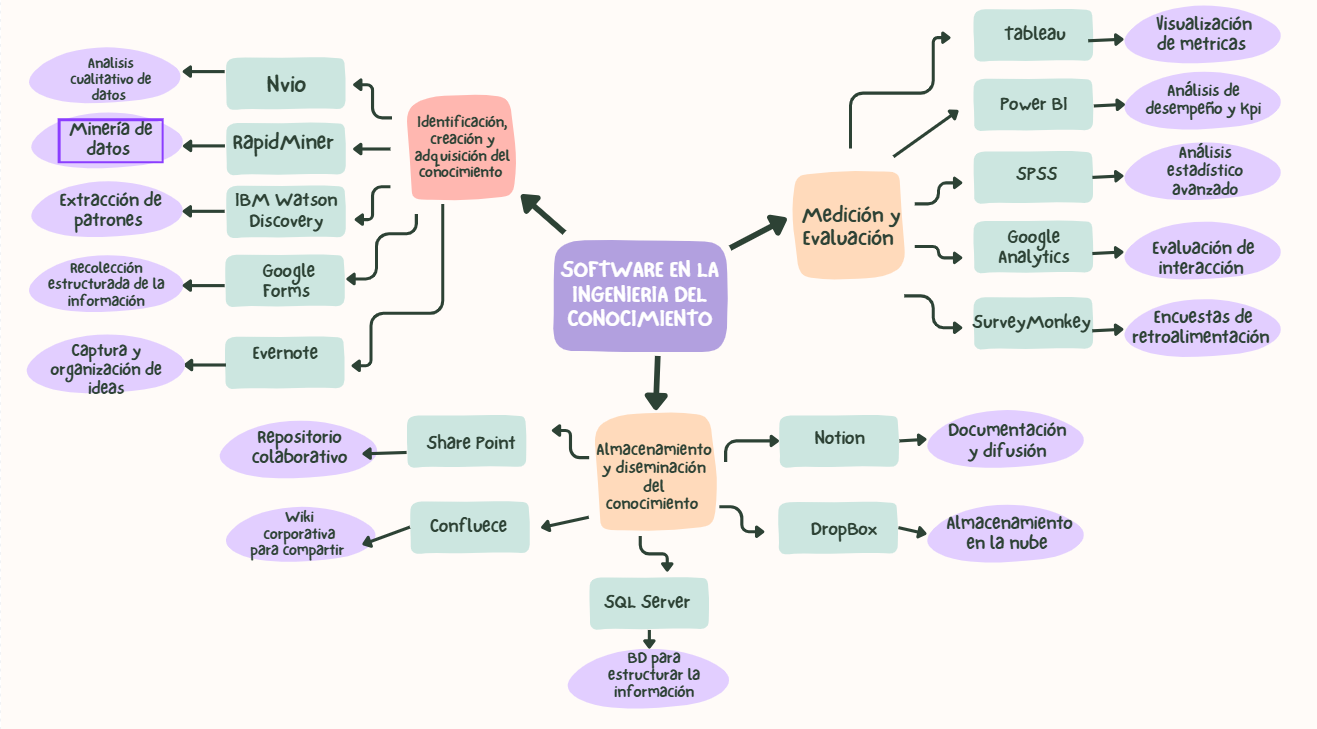 SOFTWARE EN LA
INGENIERIA DEL
CONOCIMIENTO
Identificación,
creación y
adquisición del
conocimiento
Nvio
Analisis
cualitativo de
datos
RapidMiner
Minería de
datos
IBM Watson
Discovery
Extracción de
patrones
Google
Forms
Recolección
estructurada de la
información
Evernote
Captura y
organización de
ideas
Medición y
Evaluación
Tableau
Visualización
de metricas
Power BI
Análisis de
desempeño y Kpi
SPSS
Análisis
estadístico
avanzado
Google
Analytics
Evaluación de
interacción
SurveyMonkey
Encuestas de
retroalimentación
Almacenamiento
y diseminación
del
conocimiento
Share Point
Repositorio
colaborativo
Confluece
Wiki
corporativa
para compartir
SQL Server
BD para
estructurar la
información
Notion
Documentación
y difusión
DropBox
Almacenamiento
en la nube